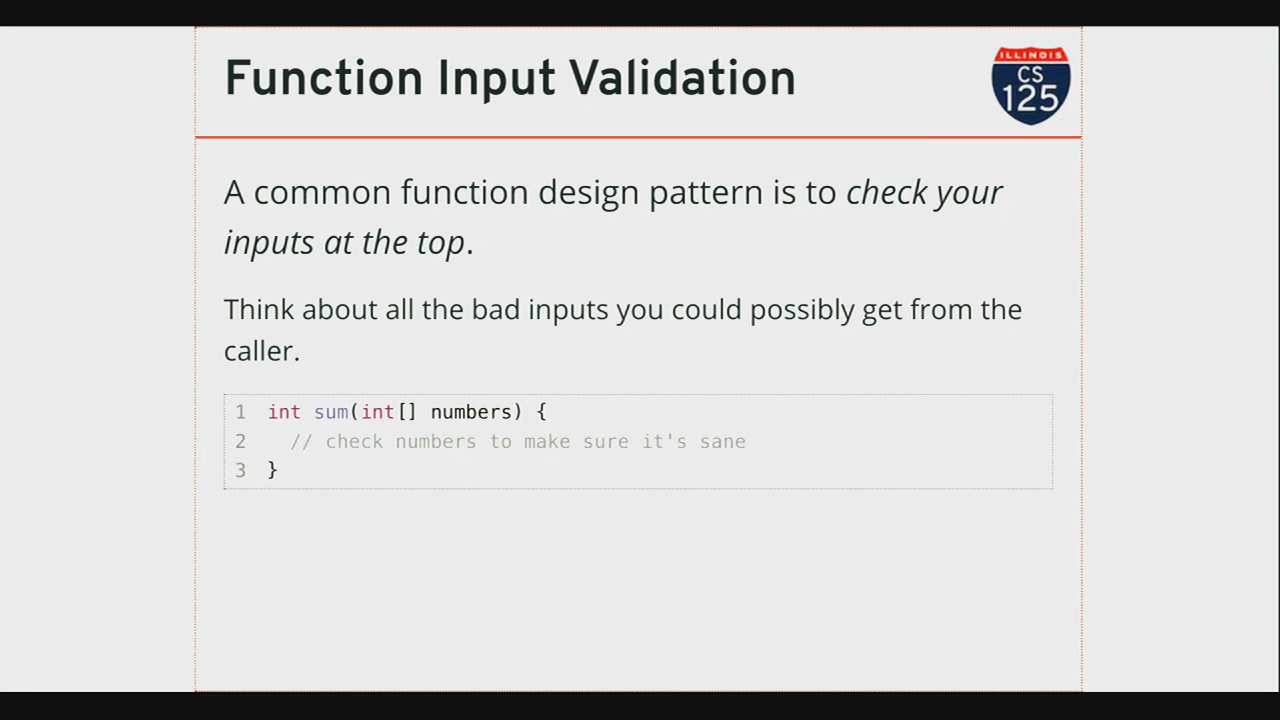 Function Input Validation
ILLINOIS
CS
125
A common function design pattern is to check your
inputs at the top.
Think about all the bad inputs you could possibly get from the
caller.
1 int sum(int[] numbers) {
2   // check numbers to make sure it's sane
3 }